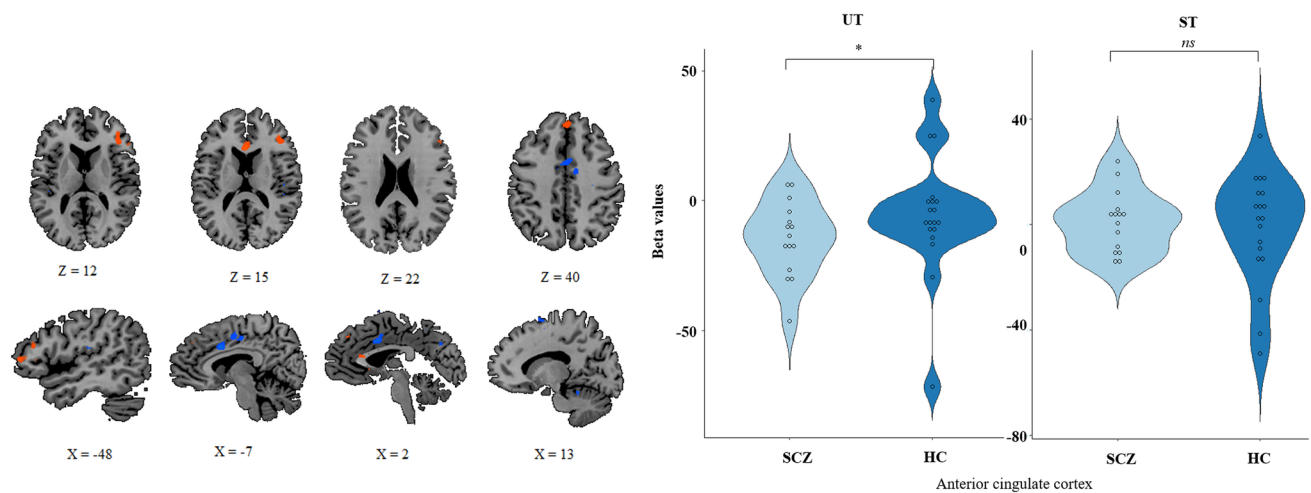 Z = 12
Z = 15
Z = 22
Z = 40
X = -48
X = -7
X = 2
X = 13
UT
ST
*
ns
Beta values
50
0
-50
40
0
-40
-80
SCZ
HC
SCZ
HC
Anterior cingulate cortex